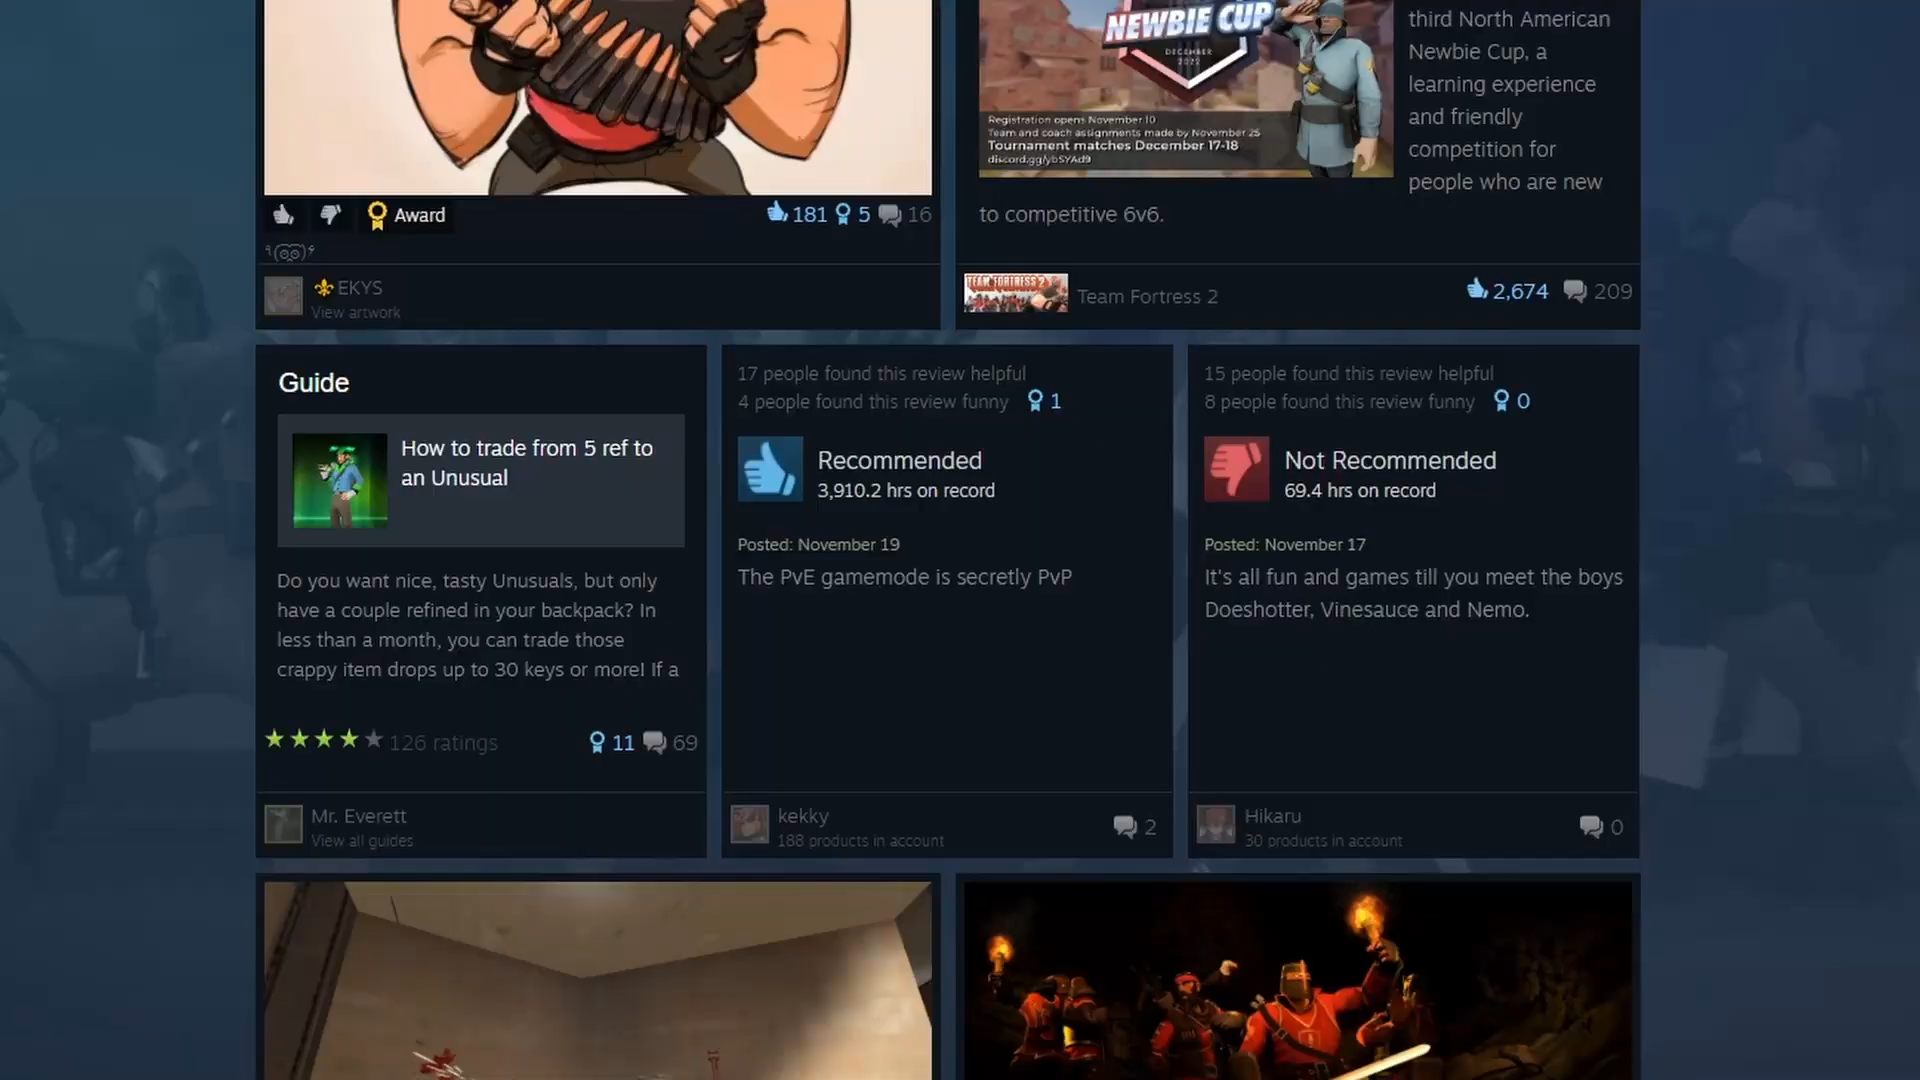 NEWBIE CUP
DECEMBER
2022
Registration opens November 10
Team and coach assignments made by November 25
Tournament matches December 17-18
discord.gg/ybSYAd9
third North American
Newbie Cup, a
learning experience
and friendly
competition for
people who are new
to competitive 6v6.
Award
181 5 16
EKYS
View artwork
TEAM FORTRESS 2
Team Fortress 2
2,674 209
Guide
How to trade from 5 ref to
an Unusual
Do you want nice, tasty Unusuals, but only
have a couple refined in your backpack? In
less than a month, you can trade those
crappy item drops up to 30 keys or more! If a
126 ratings
11 69
Mr. Everett
View all guides
17 people found this review helpful
4 people found this review funny 1
Recommended
3,910.2 hrs on record
Posted: November 19
The PvE gamemode is secretly PvP
kekky
188 products in account
2
15 people found this review helpful
8 people found this review funny 0
Not Recommended
69.4 hrs on record
Posted: November 17
It's all fun and games till you meet the boys
Doeshotter, Vinesauce and Nemo.
Hikaru
30 products in account
0